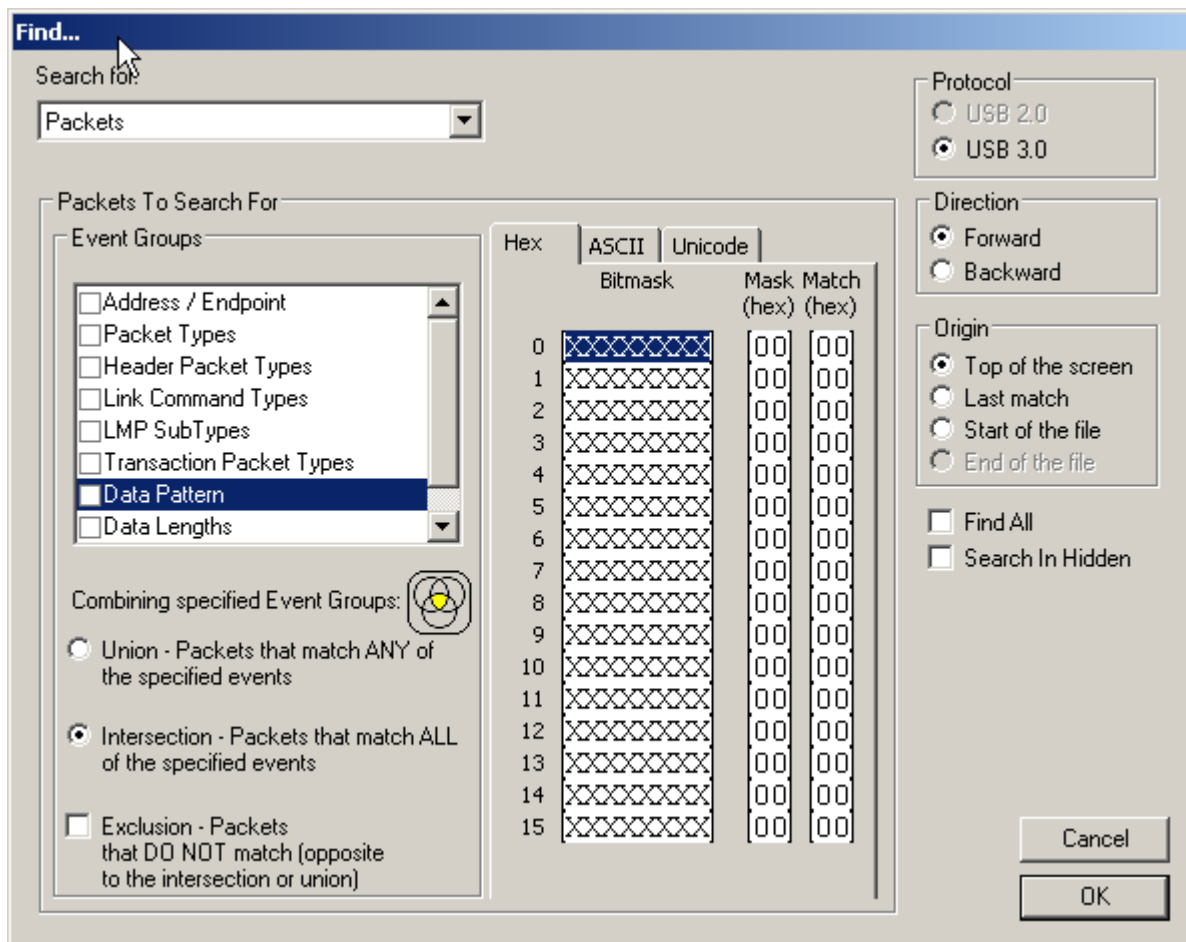 Find...
Search for:
Packets
Protocol
USB 2.0
USB 3.0
Packets To Search For
Event Groups
Address / Endpoint
Packet Types
Header Packet Types
Link Command Types
LMP SubTypes
Transaction Packet Types
Data Pattern
Data Lengths
Combining specified Event Groups:
Union - Packets that match ANY of
the specified events
Intersection - Packets that match ALL
of the specified events
Exclusion - Packets
that DO NOT match (opposite
to the intersection or union)
Hex ASCII Unicode
Bitmask Mask Match
(hex) (hex)
0 XXXXXXXX 00 00
1 XXXXXXXX 00 00
2 XXXXXXXX 00 00
3 XXXXXXXX 00 00
4 XXXXXXXX 00 00
5 XXXXXXXX 00 00
6 XXXXXXXX 00 00
7 XXXXXXXX 00 00
8 XXXXXXXX 00 00
9 XXXXXXXX 00 00
10 XXXXXXXX 00 00
11 XXXXXXXX 00 00
12 XXXXXXXX 00 00
13 XXXXXXXX 00 00
14 XXXXXXXX 00 00
15 XXXXXXXX 00 00
Direction
Forward
Backward
Origin
Top of the screen
Last match
Start of the file
End of the file
Find All
Search In Hidden
Cancel
OK